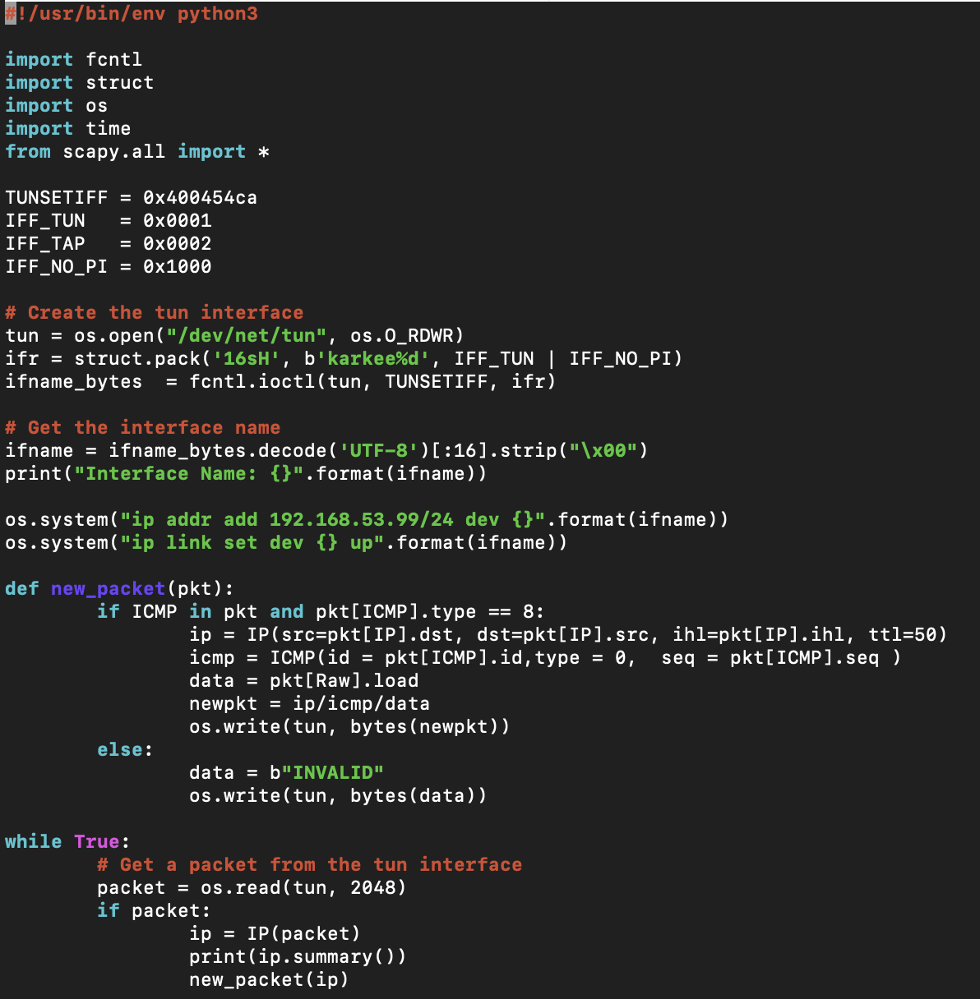 #!/usr/bin/env python3

import fcntl
import struct
import os
import time
from scapy.all import *

TUNSETIFF = 0x400454ca
IFF_TUN   = 0x0001
IFF_TAP   = 0x0002
IFF_NO_PI = 0x1000

# Create the tun interface
tun = os.open("/dev/net/tun", os.O_RDWR)
ifr = struct.pack('16sH', b'karkee%d', IFF_TUN | IFF_NO_PI)
ifname_bytes  = fcntl.ioctl(tun, TUNSETIFF, ifr)

# Get the interface name
ifname = ifname_bytes.decode('UTF-8')[:16].strip("\x00")
print("Interface Name: {}".format(ifname))

os.system("ip addr add 192.168.53.99/24 dev {}".format(ifname))
os.system("ip link set dev {} up".format(ifname))

def new_packet(pkt):
        if ICMP in pkt and pkt[ICMP].type == 8:
                ip = IP(src=pkt[IP].dst, dst=pkt[IP].src, ihl=pkt[IP].ihl, ttl=50)
                icmp = ICMP(id = pkt[ICMP].id,type = 0,  seq = pkt[ICMP].seq )
                data = pkt[Raw].load
                newpkt = ip/icmp/data
                os.write(tun, bytes(newpkt))
        else:
                data = b"INVALID"
                os.write(tun, bytes(data))

while True:
        # Get a packet from the tun interface
        packet = os.read(tun, 2048)
        if packet:
                ip = IP(packet)
                print(ip.summary())
                new_packet(ip)